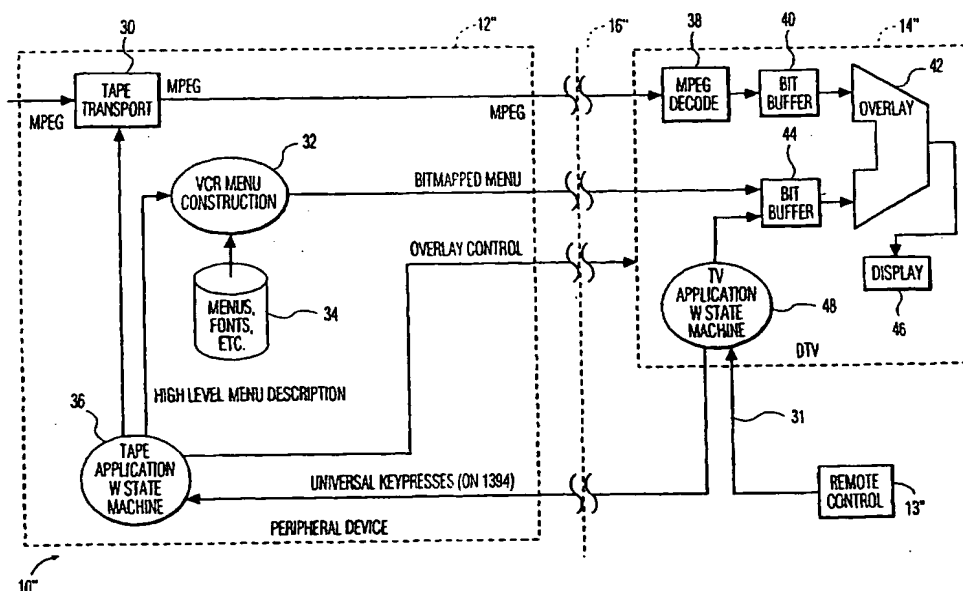 30
12"
16"
38
40
14"
TAPE
TRANSPORT
MPEG
MPEG
MPEG
MPEG
DECODE
BIT
BUFFER
OVERLAY
42
32
VCR MENU
CONSTRUCTION
BITMAPPED MENU
44
BIT
BUFFER
OVERLAY CONTROL
MENUS,
FONTS,
ETC.
34
TV
APPLICATION
W STATE
MACHINE
48
DISPLAY
46
DTV
HIGH LEVEL MENU DESCRIPTION
36
TAPE
APPLICATION
W STATE
MACHINE
31
UNIVERSAL KEYPRESSES (ON 1394)
REMOTE
CONTROL
13"
PERIPHERAL DEVICE
10"